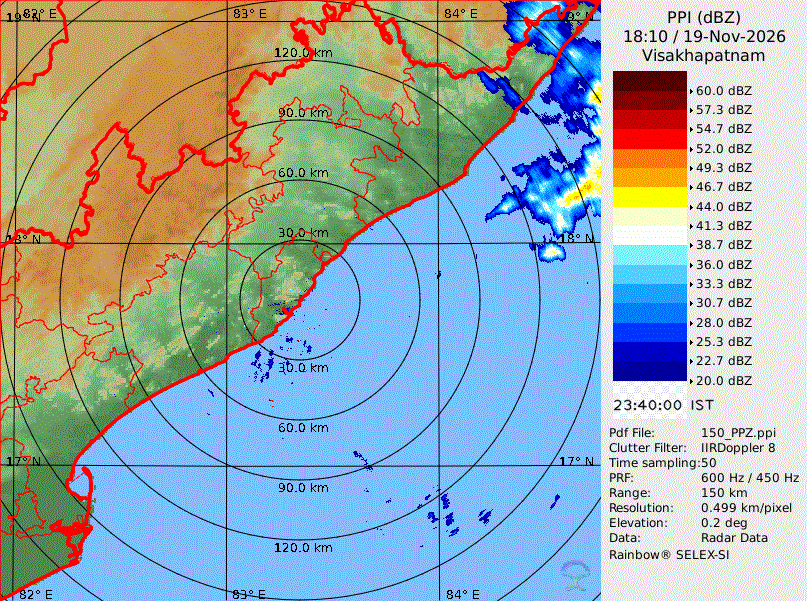 PPI (dBZ)
18:10 / 19-Nov-2026
Visakhapatnam
60.0 dBZ
57.3 dBZ
54.7 dBZ
52.0 dBZ
49.3 dBZ
46.7 dBZ
44.0 dBZ
41.3 dBZ
38.7 dBZ
36.0 dBZ
33.3 dBZ
30.7 dBZ
28.0 dBZ
25.3 dBZ
22.7 dBZ
20.0 dBZ
23:40:00 IST
Pdf File: 150_PPZ.ppi
Clutter Filter: IIRDoppler 8
Time sampling:50
PRF: 600 Hz / 450 Hz
Range: 150 km
Resolution: 0.499 km/pixel
Elevation: 0.2 deg
Data: Radar Data
Rainbow® SELEX-SI
82° E
83° E
84° E
19° N
19° N
120.0 km
90.0 km
60.0 km
30.0 km
18° N
18° N
30.0 km
60.0 km
17° N
17° N
90.0 km
120.0 km
82° E
83° E
84° E